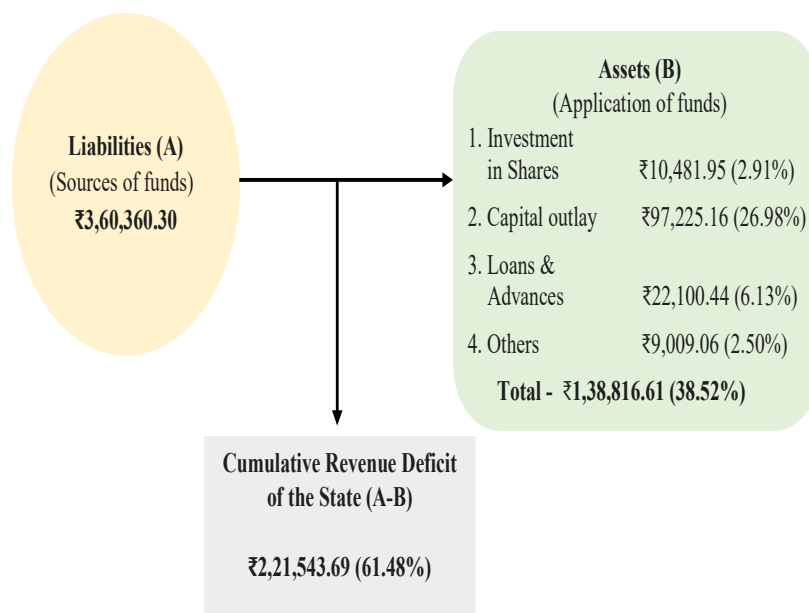 Liabilities (A)
(Sources of funds)
₹3,60,360.30
Assets (B)
(Application of funds)
1. Investment
in Shares ₹10,481.95 (2.91%)
2. Capital outlay ₹97,225.16 (26.98%)
3. Loans &
Advances ₹22,100.44 (6.13%)
4. Others ₹9,009.06 (2.50%)
Total - ₹1,38,816.61 (38.52%)
Cumulative Revenue Deficit
of the State (A-B)
₹2,21,543.69 (61.48%)